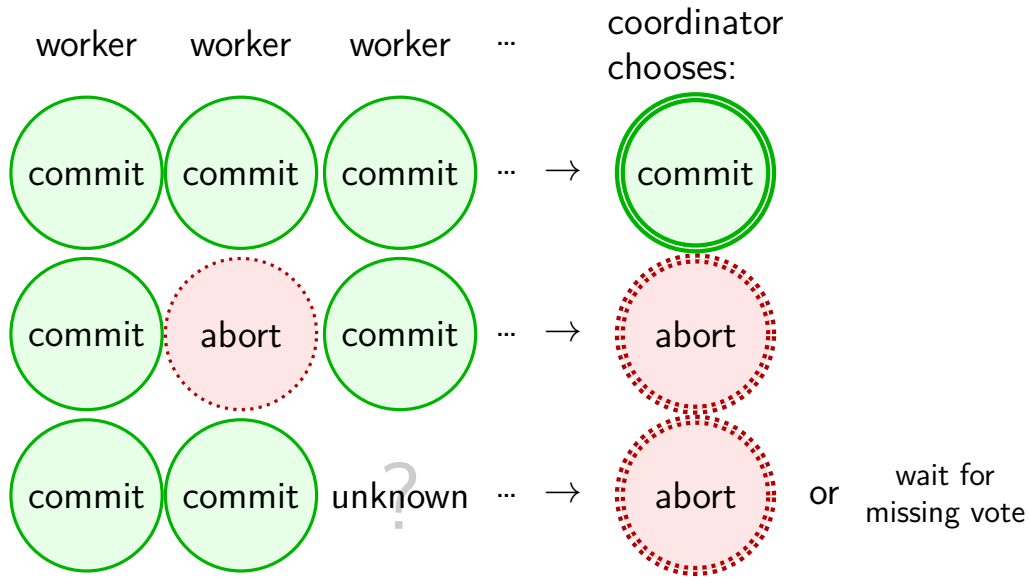 worker worker worker ... coordinator
chooses:
commit commit commit ... → commit
commit abort commit ... → abort
commit commit ? unknown ... → abort or wait for
missing vote